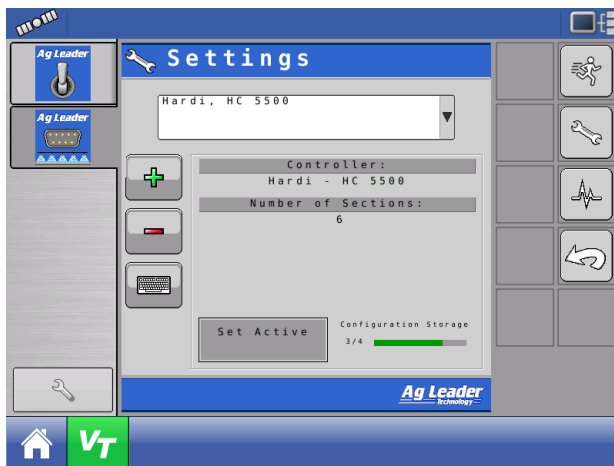 Ag Leader
Settings
Hardi, HC 5500
Ag Leader
Controller:
Hardi - HC 5500
Number of Sections:
6
Set Active
Configuration Storage
3/4
Ag Leader
Technology
VT